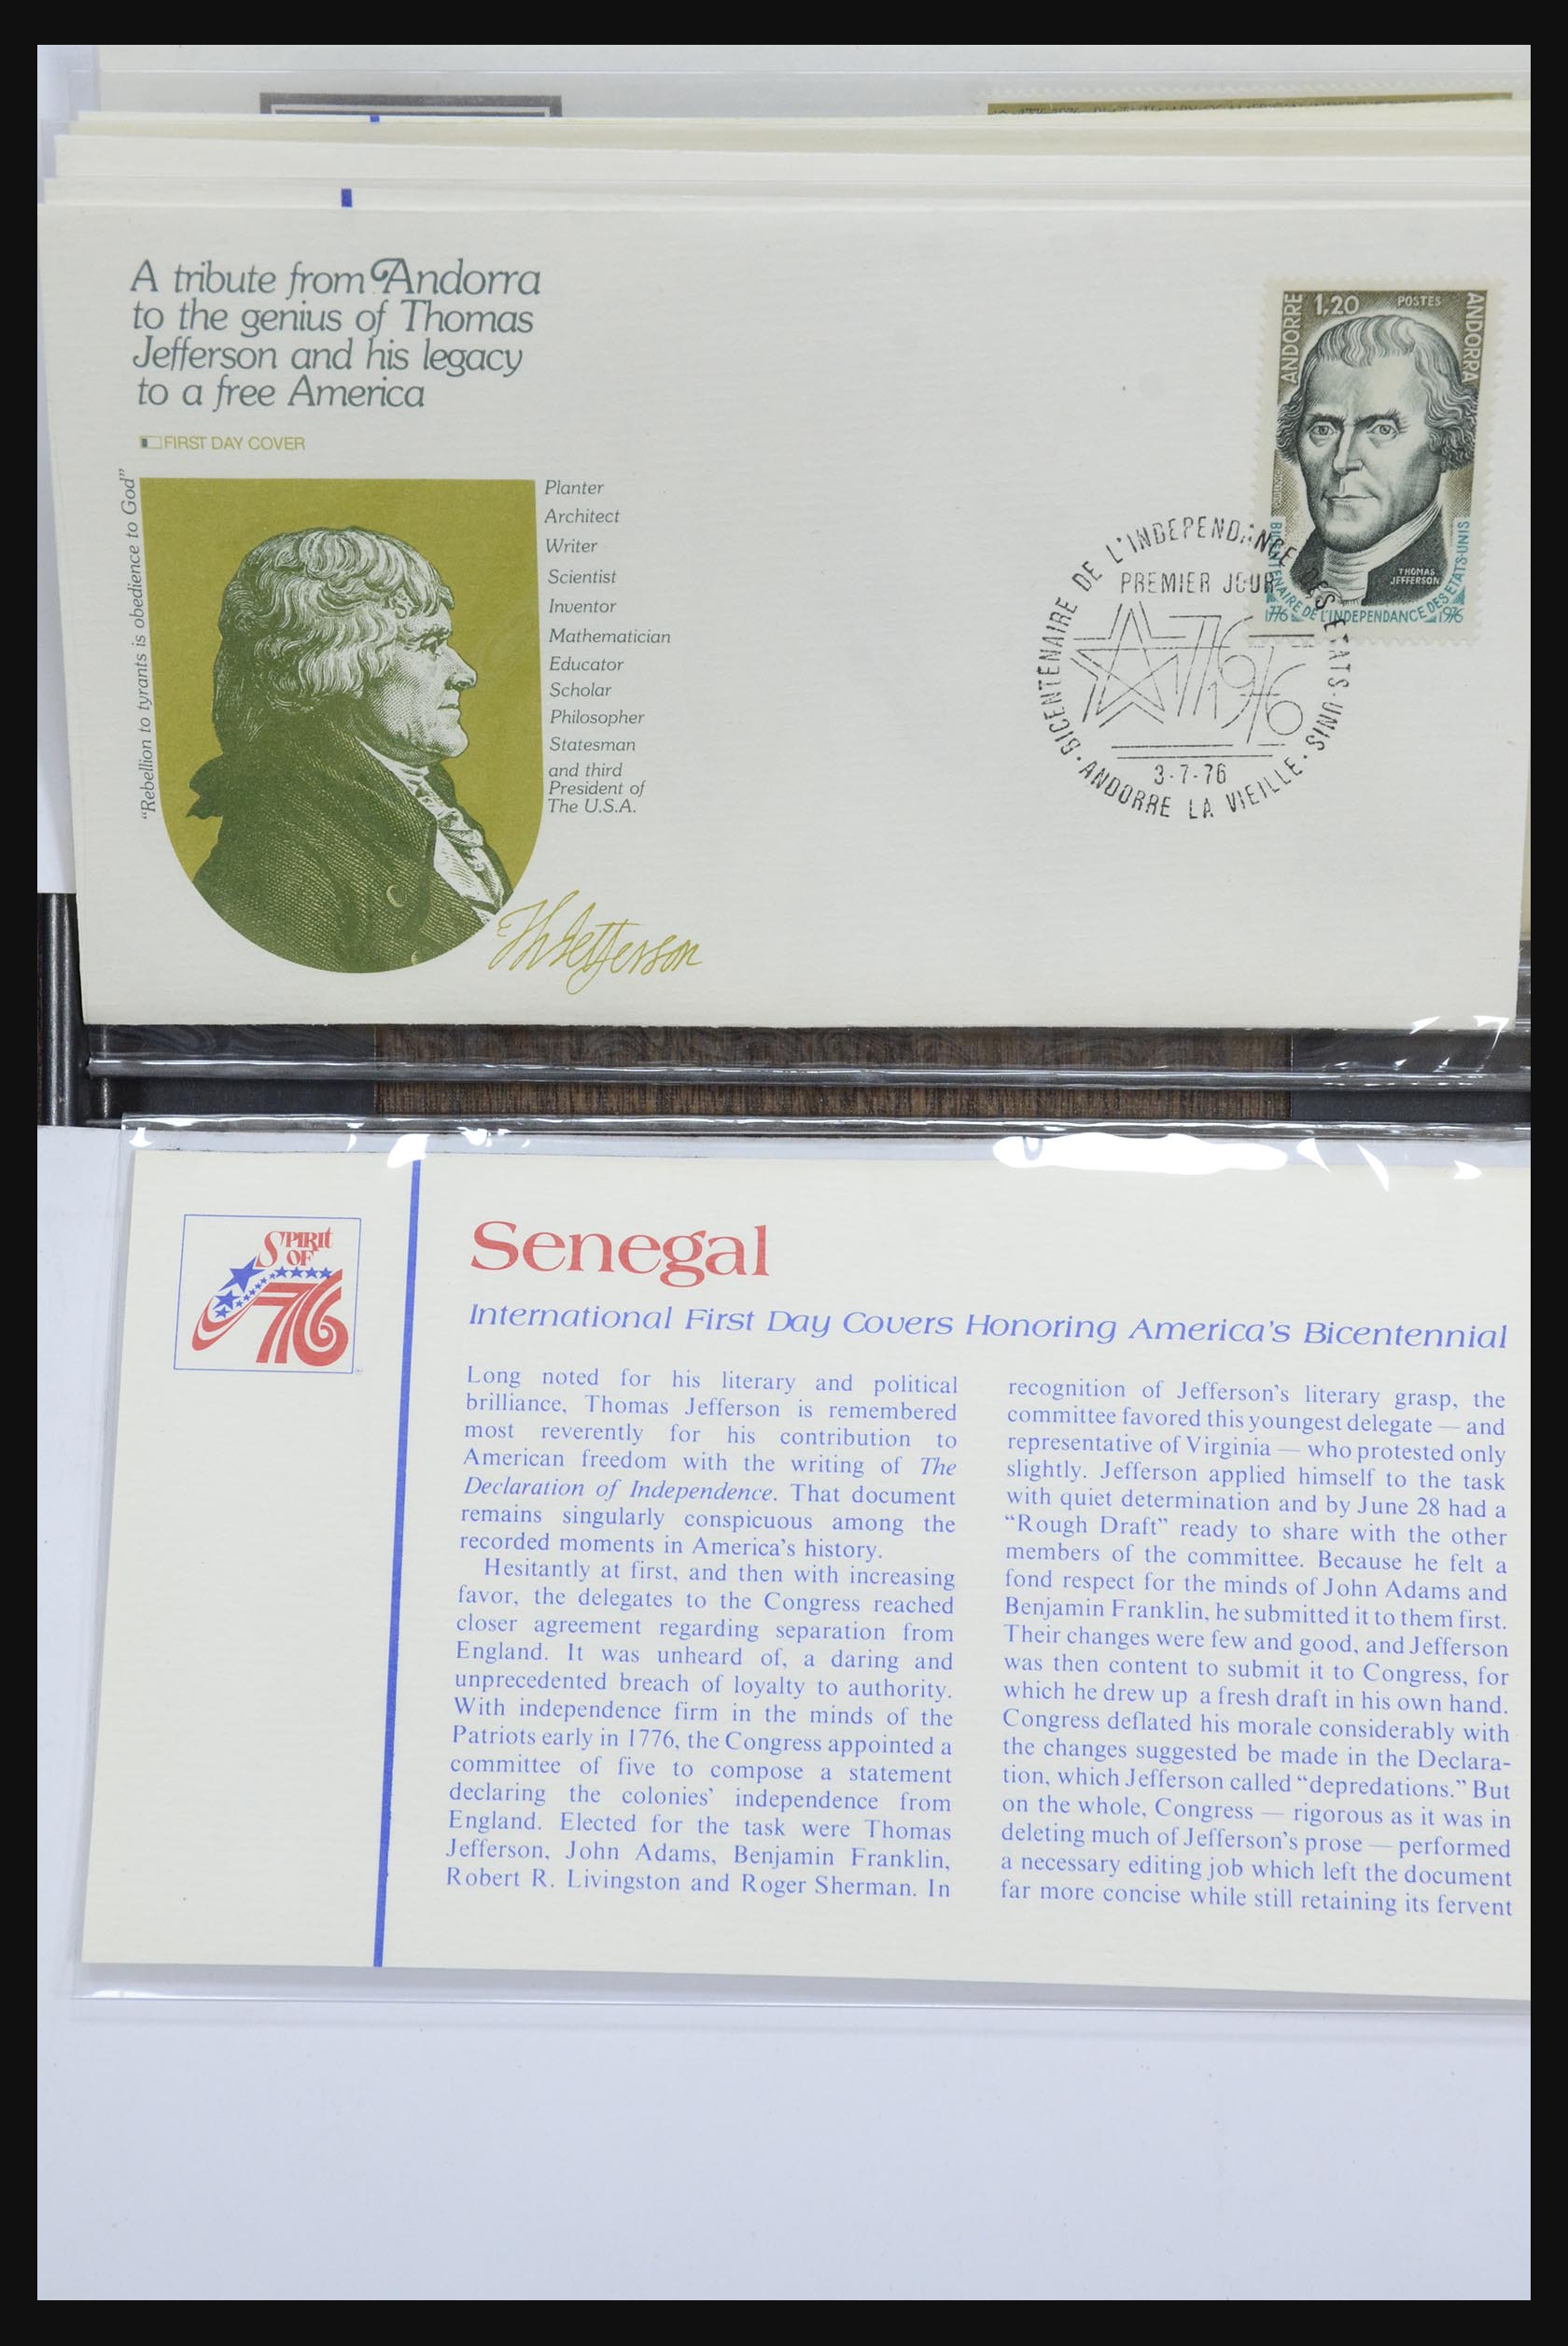 A tribute from Andorra
to the genius of Thomas
Jefferson and his legacy
to a free America
FIRST DAY COVER
"Rebellion to tyrants is obedience to God"
Planter
Architect
Writer
Scientist
Inventor
Mathematician
Educator
Scholar
Philosopher
Statesman
and third
President of
The U.S.A.
Th Jefferson
ANDORRE
1,20
POSTES
ANDORRA
THOMAS
JEFFERSON
BICENTENAIRE DE L'INDEPENDANCE DES ETATS-UNIS
1776
1976
BICENTENAIRE DE L'INDEPENDANCE DES ETATS-UNIS
PREMIER JOUR
1776
1976
3-7-76
ANDORRE LA VIEILLE
SPIRIT
OF
76
Senegal
International First Day Covers Honoring America's Bicentennial
Long noted for his literary and political
brilliance, Thomas Jefferson is remembered
most reverently for his contribution to
American freedom with the writing of The
Declaration of Independence. That document
remains singularly conspicuous among the
recorded moments in America's history.
Hesitantly at first, and then with increasing
favor, the delegates to the Congress reached
closer agreement regarding separation from
England. It was unheard of, a daring and
unprecedented breach of loyalty to authority.
With independence firm in the minds of the
Patriots early in 1776, the Congress appointed a
committee of five to compose a statement
declaring the colonies' independence from
England. Elected for the task were Thomas
Jefferson, John Adams, Benjamin Franklin,
Robert R. Livingston and Roger Sherman. In
recognition of Jefferson's literary grasp, the
committee favored this youngest delegate — and
representative of Virginia — who protested only
slightly. Jefferson applied himself to the task
with quiet determination and by June 28 had a
"Rough Draft" ready to share with the other
members of the committee. Because he felt a
fond respect for the minds of John Adams and
Benjamin Franklin, he submitted it to them first.
Their changes were few and good, and Jefferson
was then content to submit it to Congress, for
which he drew up a fresh draft in his own hand.
Congress deflated his morale considerably with
the changes suggested be made in the Declara-
tion, which Jefferson called "depredations." But
on the whole, Congress — rigorous as it was in
deleting much of Jefferson's prose — performed
a necessary editing job which left the document
far more concise while still retaining its fervent